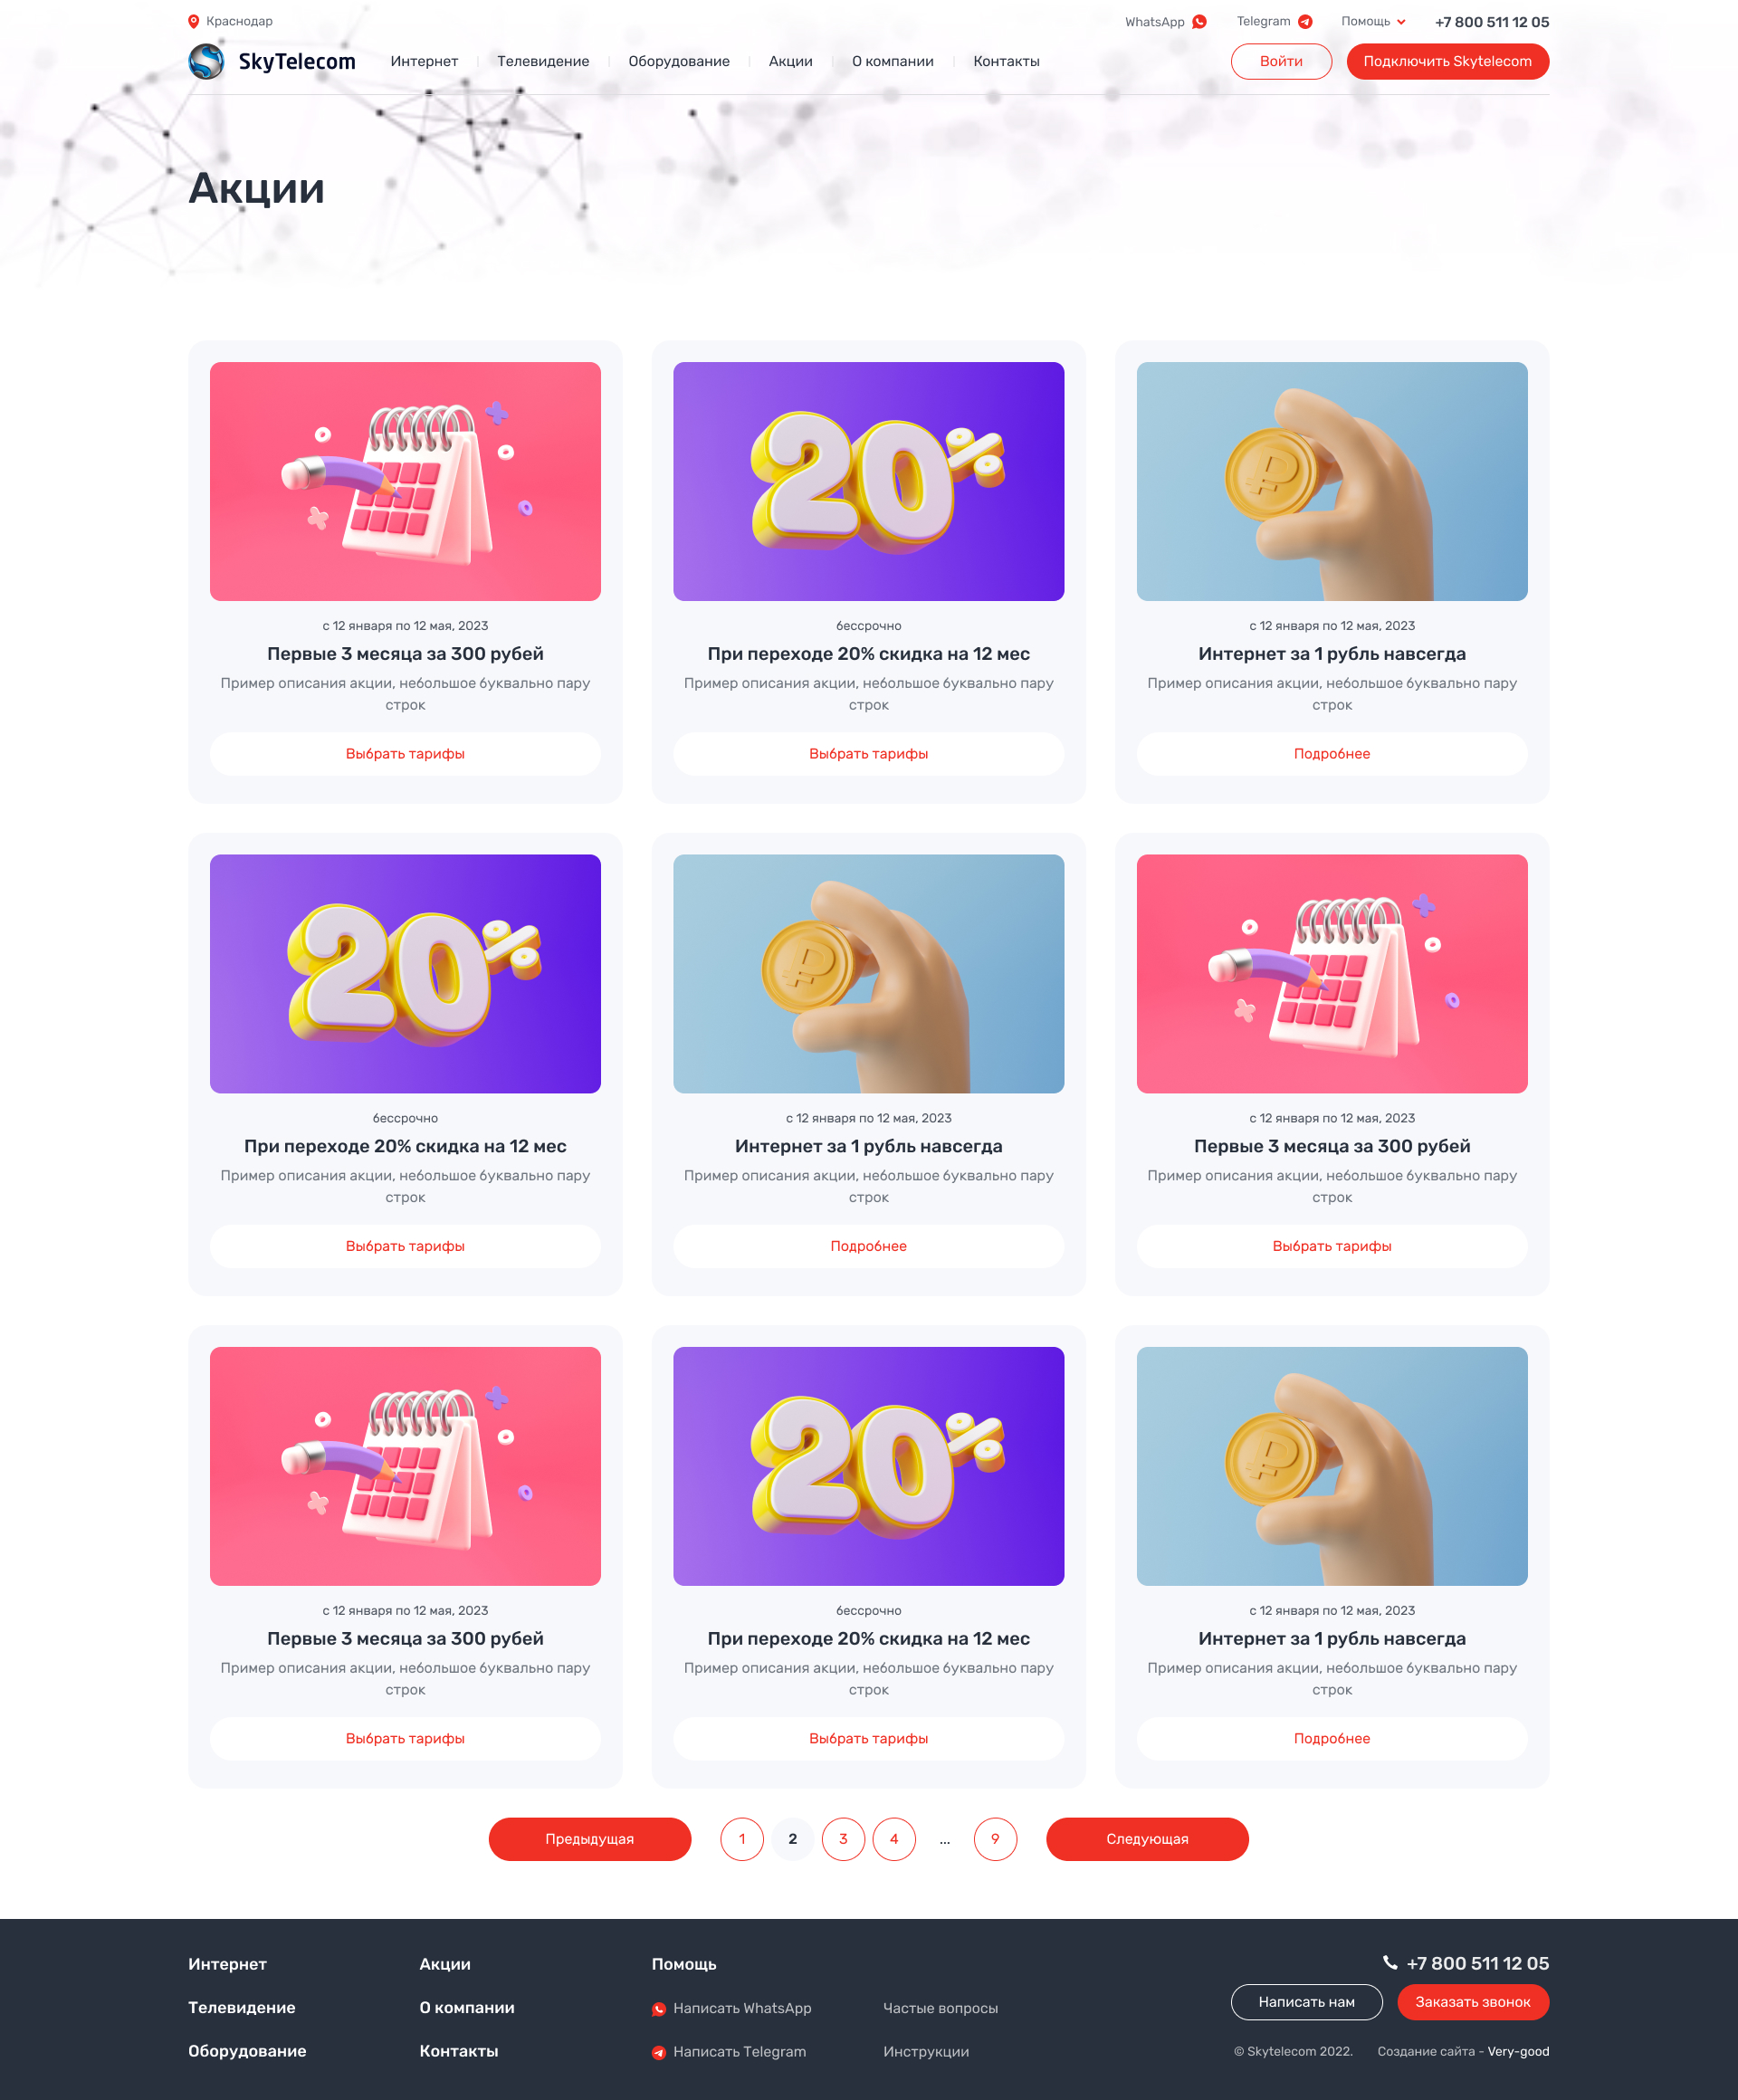 Краснодар
WhatsApp
Telegram
Помощь
+7 800 511 12 05
SkyTelecom
Интернет
Телевидение
Оборудование
Акции
О компании
Контакты
Войти
Подключить Skytelecom
Акции
20%
с 12 января по 12 мая, 2023
Первые 3 месяца за 300 рублей
Пример описания акции, небольшое буквально пару
строк
Выбрать тарифы
бессрочно
При переходе 20% скидка на 12 мес
Пример описания акции, небольшое буквально пару
строк
Выбрать тарифы
с 12 января по 12 мая, 2023
Интернет за 1 рубль навсегда
Пример описания акции, небольшое буквально пару
строк
Подробнее
20%
бессрочно
При переходе 20% скидка на 12 мес
Пример описания акции, небольшое буквально пару
строк
Выбрать тарифы
с 12 января по 12 мая, 2023
Интернет за 1 рубль навсегда
Пример описания акции, небольшое буквально пару
строк
Подробнее
с 12 января по 12 мая, 2023
Первые 3 месяца за 300 рублей
Пример описания акции, небольшое буквально пару
строк
Выбрать тарифы
20%
с 12 января по 12 мая, 2023
Первые 3 месяца за 300 рублей
Пример описания акции, небольшое буквально пару
строк
Выбрать тарифы
бессрочно
При переходе 20% скидка на 12 мес
Пример описания акции, небольшое буквально пару
строк
Выбрать тарифы
с 12 января по 12 мая, 2023
Интернет за 1 рубль навсегда
Пример описания акции, небольшое буквально пару
строк
Подробнее
Предыдущая
1
2
3
4
...
9
Следующая
Интернет
Телевидение
Оборудование
Акции
О компании
Контакты
Помощь
Написать WhatsApp
Написать Telegram
Частые вопросы
Инструкции
+7 800 511 12 05
Написать нам
Заказать звонок
© Skytelecom 2022.
Создание сайта - Very-good